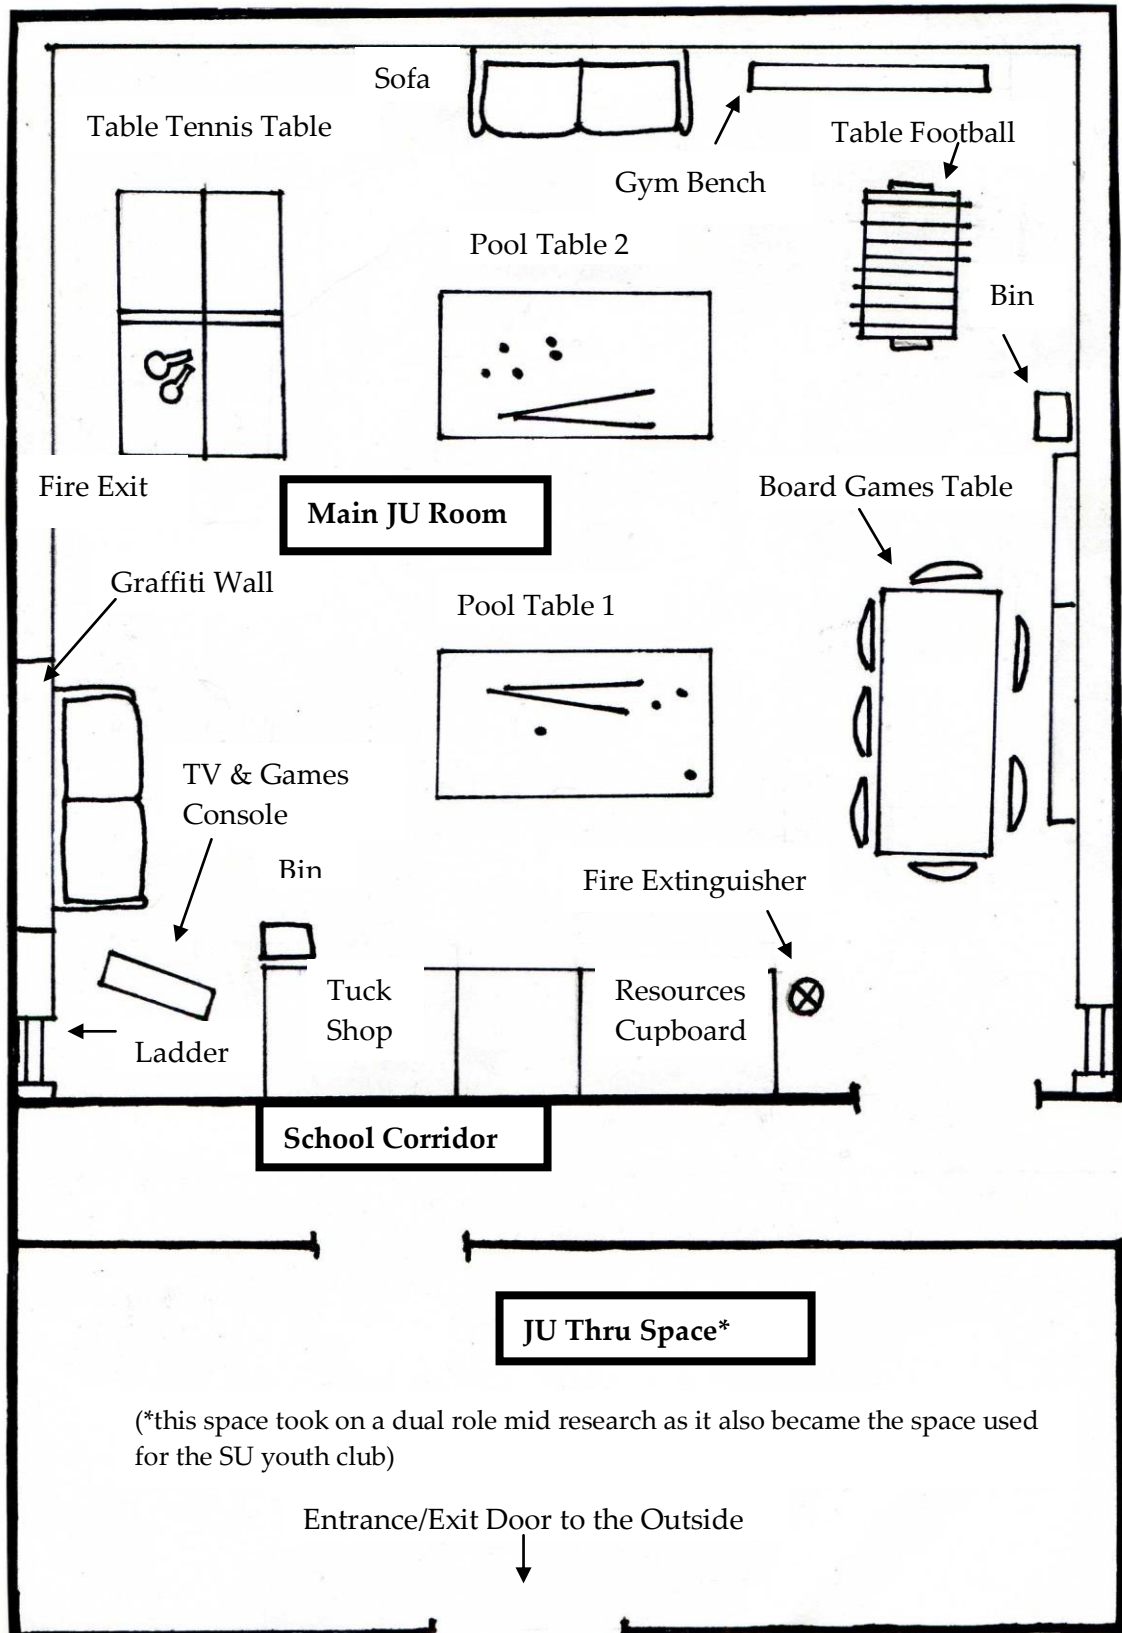 Sofa
Table Tennis Table
Table Football
Gym Bench
Pool Table 2
Bin
Fire Exit
Main JU Room
Board Games Table
Graffiti Wall
Pool Table 1
TV & Games
Console
Bin
Fire Extinguisher
Tuck
Shop
Resources
Cupboard
Ladder
School Corridor
JU Thru Space*
(*this space took on a dual role mid research as it also became the space used
for the SU youth club)
Entrance/Exit Door to the Outside